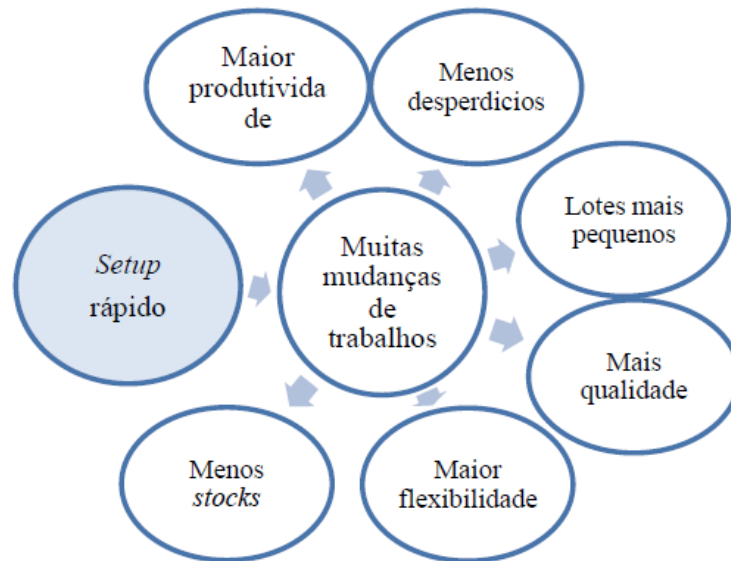 Maior
produtivida
de
Menos
desperdicios
Lotes mais
pequenos
Setup
rápido
Muitas
mudanças
de
trabalhos
Mais
qualidade
Menos
stocks
Maior
flexibilidade